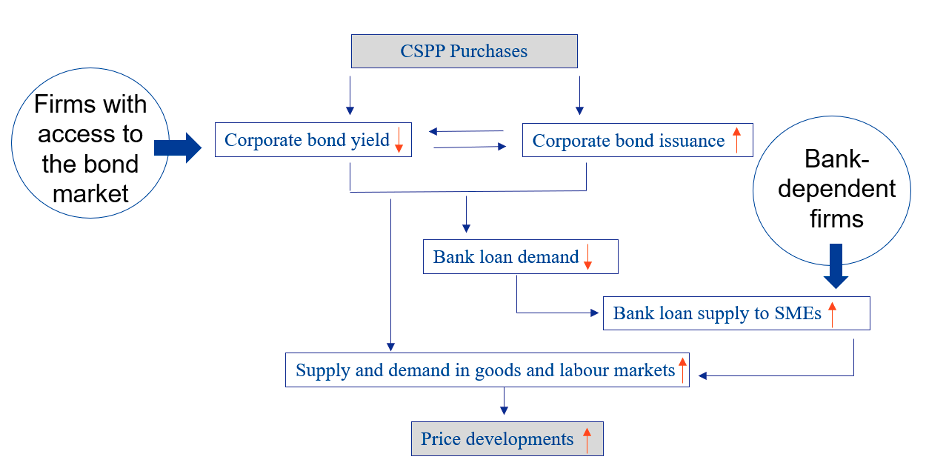 CSPP Purchases
Firms with
access to
the bond
market
Corporate bond yield
Corporate bond issuance
Bank-
dependent
firms
Bank loan demand
Bank loan supply to SMEs
Supply and demand in goods and labour markets
Price developments